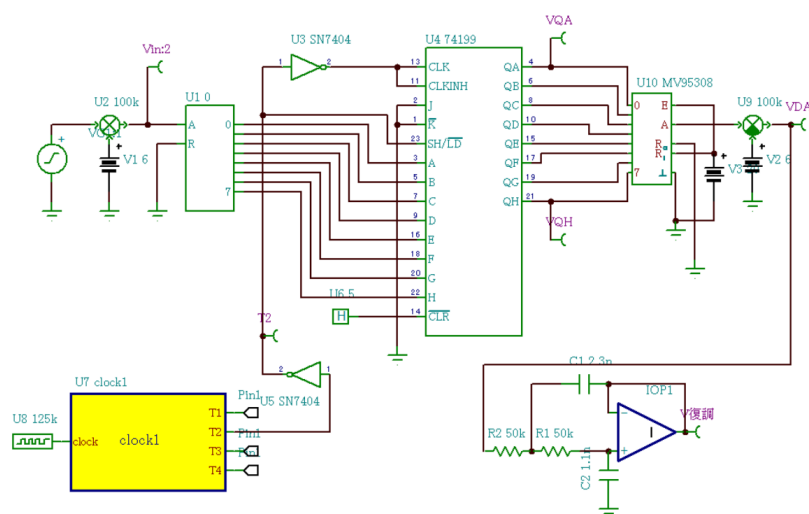 VQA
U3 SN7404
U4 74199
Vin:2
1
2
13
CLK
QA
4
11
CLKINH
QB
6
U10 MV95308
2
J
QC
8
U2 100k
U1 0
0
E
U9 100k
VDA
1
K
QD
10
A
0
A
23
SH/LD
QE
15
R
V1 6
R
3
A
QF
17
R
V2 6
5
B
QG
19
7
7
7
C
QH
21
9
D
VQH
16
E
18
F
20
G
22
H
U6 5
H
14
CLR
T2
2
1
C1 2.3n
U7 clock1
Pin1
U5 SN7404
IOP1
V復調
U8 125k
T1
clock
clock1
T2
Pin1
R2 50k
R1 50k
T3
T4
C2 1.1n